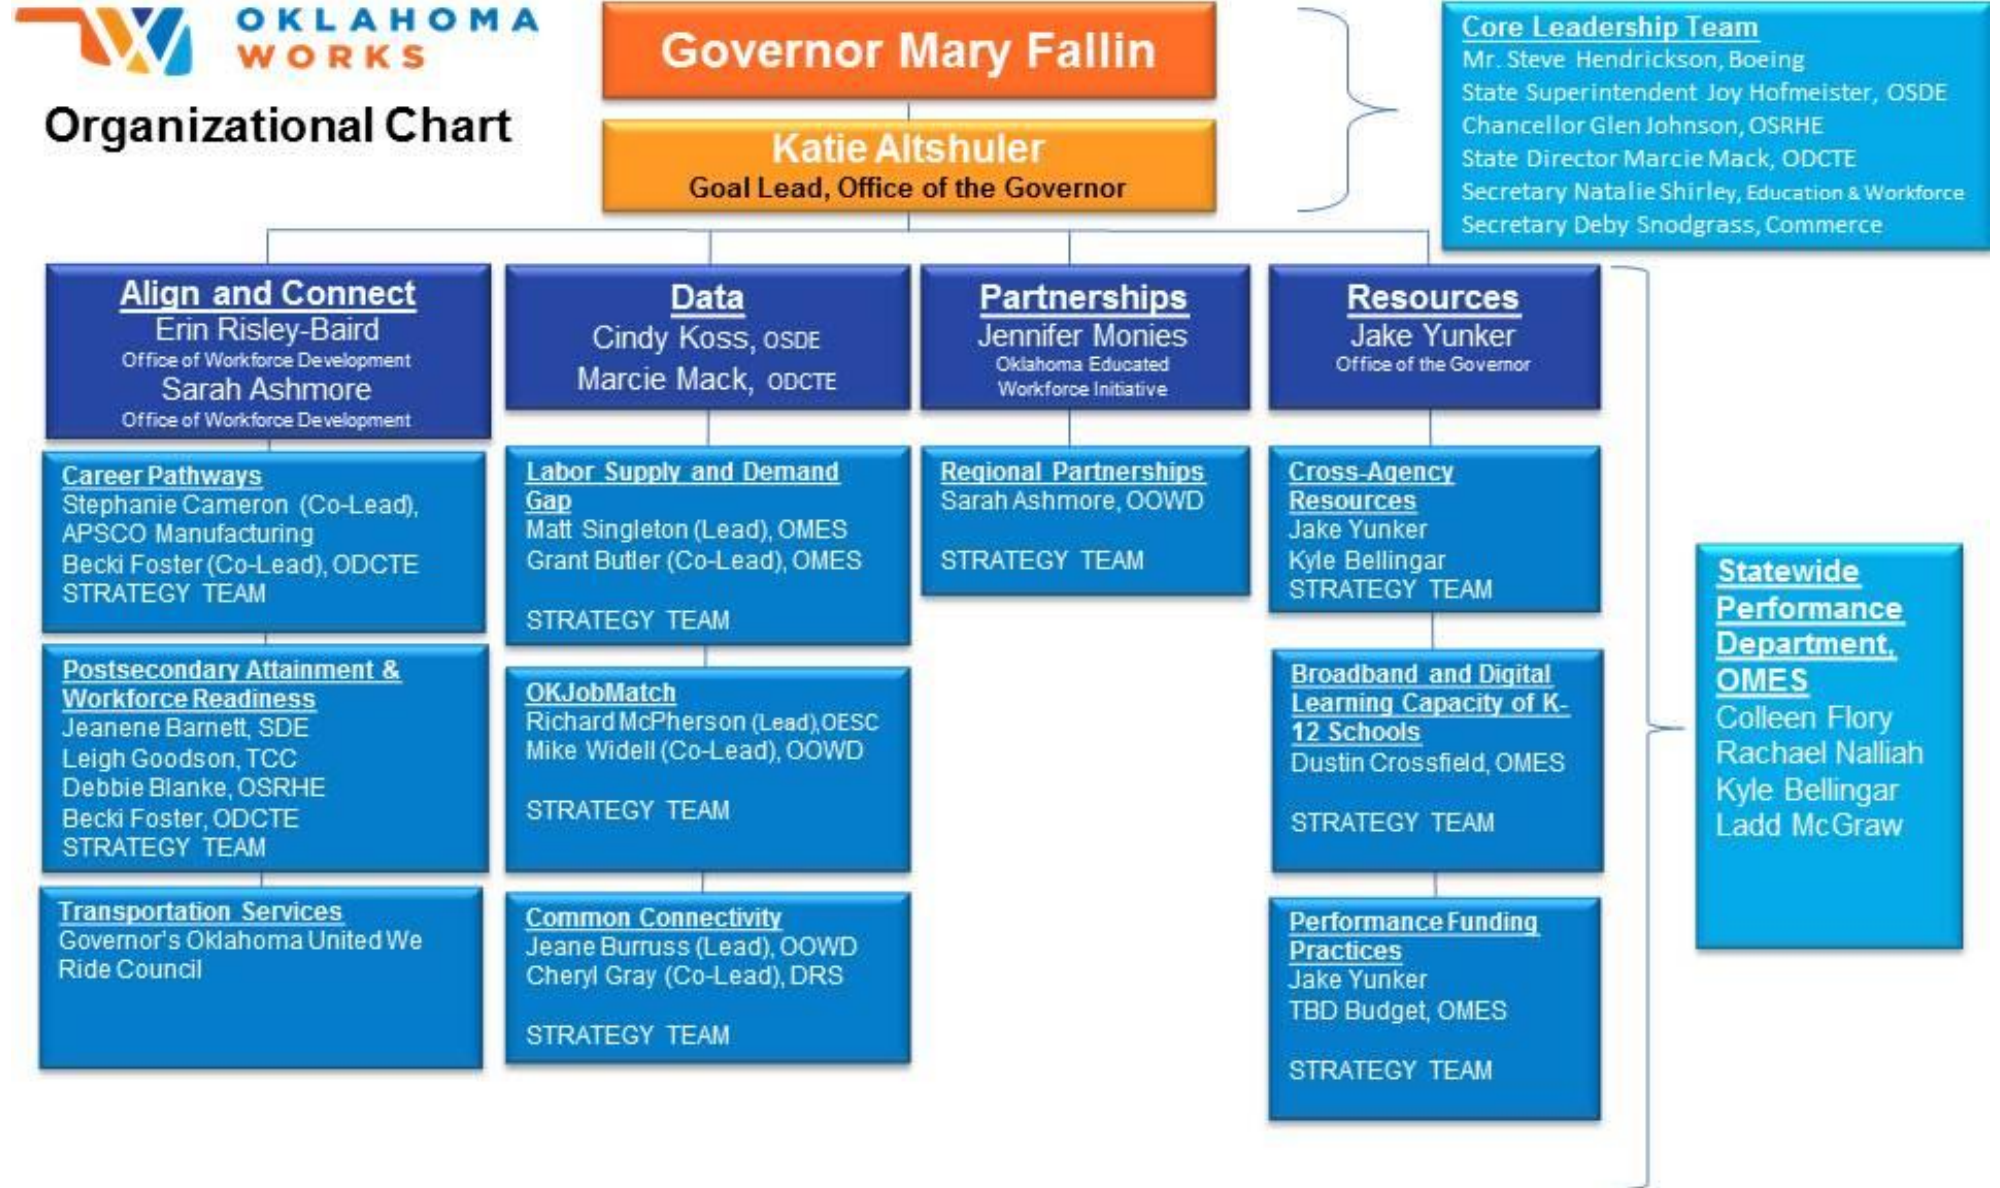 OKLAHOMA
WORKS
Organizational Chart
Governor Mary Fallin
Katie Altshuler
Goal Lead, Office of the Governor
Core Leadership Team
Mr. Steve Hendrickson, Boeing
State Superintendent Joy Hofmeister, OSDE
Chancellor Glen Johnson, OSRHE
State Director Marcie Mack, ODCTE
Secretary Natalie Shirley, Education & Workforce
Secretary Deby Snodgrass, Commerce
Align and Connect
Erin Risley-Baird
Office of Workforce Development
Sarah Ashmore
Office of Workforce Development
Career Pathways
Stephanie Cameron (Co-Lead),
APSCO Manufacturing
Becki Foster (Co-Lead), ODCTE
STRATEGY TEAM
Postsecondary Attainment &
Workforce Readiness
Jeanene Barnett, SDE
Leigh Goodson, TCC
Debbie Blanke, OSRHE
Becki Foster, ODCTE
STRATEGY TEAM
Transportation Services
Governor's Oklahoma United We
Ride Council
Data
Cindy Koss, OSDE
Marcie Mack, ODCTE
Labor Supply and Demand
Gap
Matt Singleton (Lead), OMES
Grant Butler (Co-Lead), OMES
STRATEGY TEAM
OKJobMatch
Richard McPherson (Lead), OESC
Mike Widell (Co-Lead), OOWD
STRATEGY TEAM
Common Connectivity
Jeane Burruss (Lead), OOWD
Cheryl Gray (Co-Lead), DRS
STRATEGY TEAM
Partnerships
Jennifer Monies
Oklahoma Educated
Workforce Initiative
Regional Partnerships
Sarah Ashmore, OOWD
STRATEGY TEAM
Resources
Jake Yunker
Office of the Governor
Cross-Agency
Resources
Jake Yunker
Kyle Bellingar
STRATEGY TEAM
Broadband and Digital
Learning Capacity of K-
12 Schools
Dustin Crossfield, OMES
STRATEGY TEAM
Performance Funding
Practices
Jake Yunker
TBD Budget, OMES
STRATEGY TEAM
Statewide
Performance
Department,
OMES
Colleen Flory
Rachael Nalliah
Kyle Bellingar
Ladd McGraw